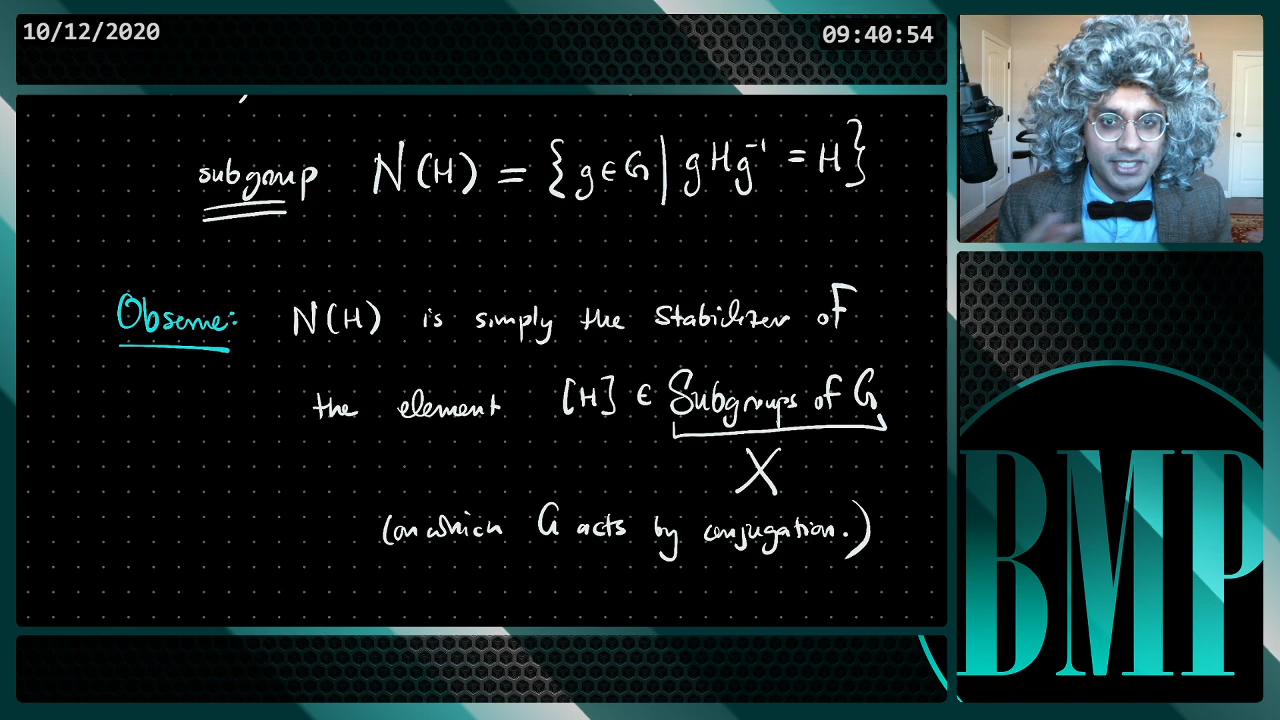 10/12/2020
09:40:54
subgroup N(H) = {g∈G | gHg⁻¹ = H}
Observe: N(H) is simply the stabilizer of
the element [H] ∈ Subgroups of G
X
(on which G acts by conjugation.)
BMP